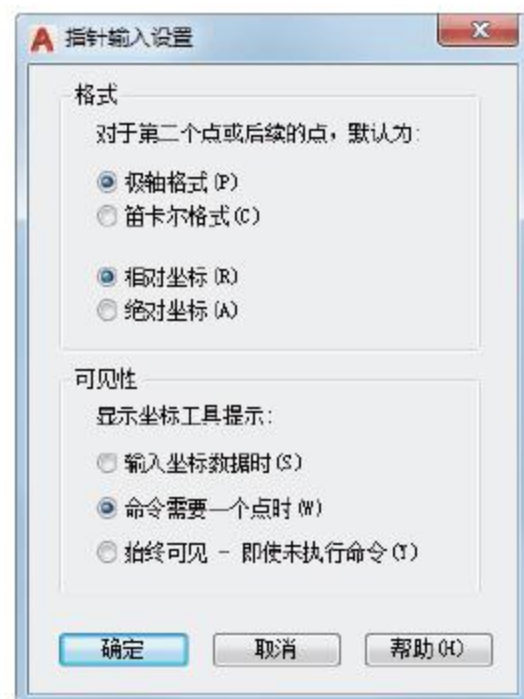 指针输入设置
格式
对于第二个点或后续的点，默认为:
极轴格式(P)
笛卡尔格式(C)
相对坐标(R)
绝对坐标(A)
可见性
显示坐标工具提示:
输入坐标数据时(S)
命令需要一个点时(W)
始终可见 - 即使未执行命令(Y)
确定
取消
帮助(H)